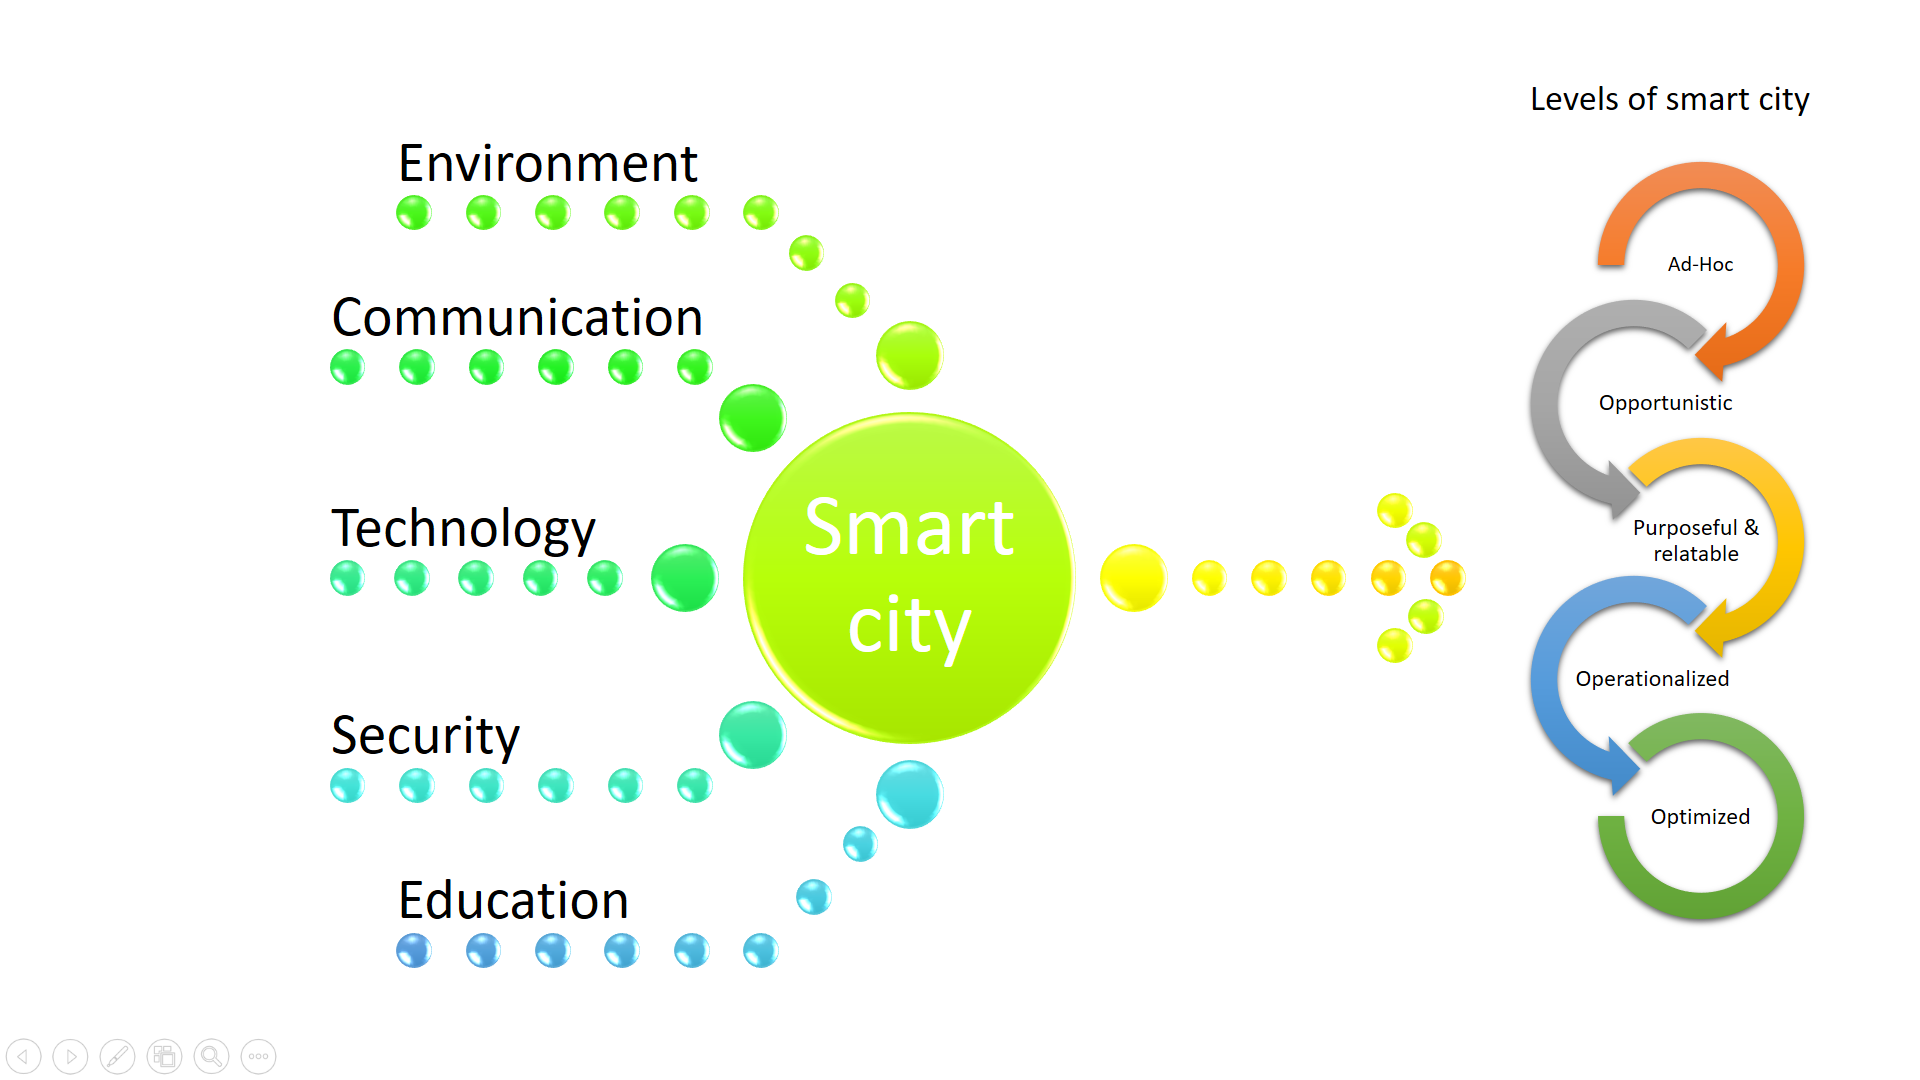 Levels of smart city
Environment
Communication
Technology
Security
Education
Smart
city
Ad-Hoc
Opportunistic
Purposeful &
relatable
Operationalized
Optimized